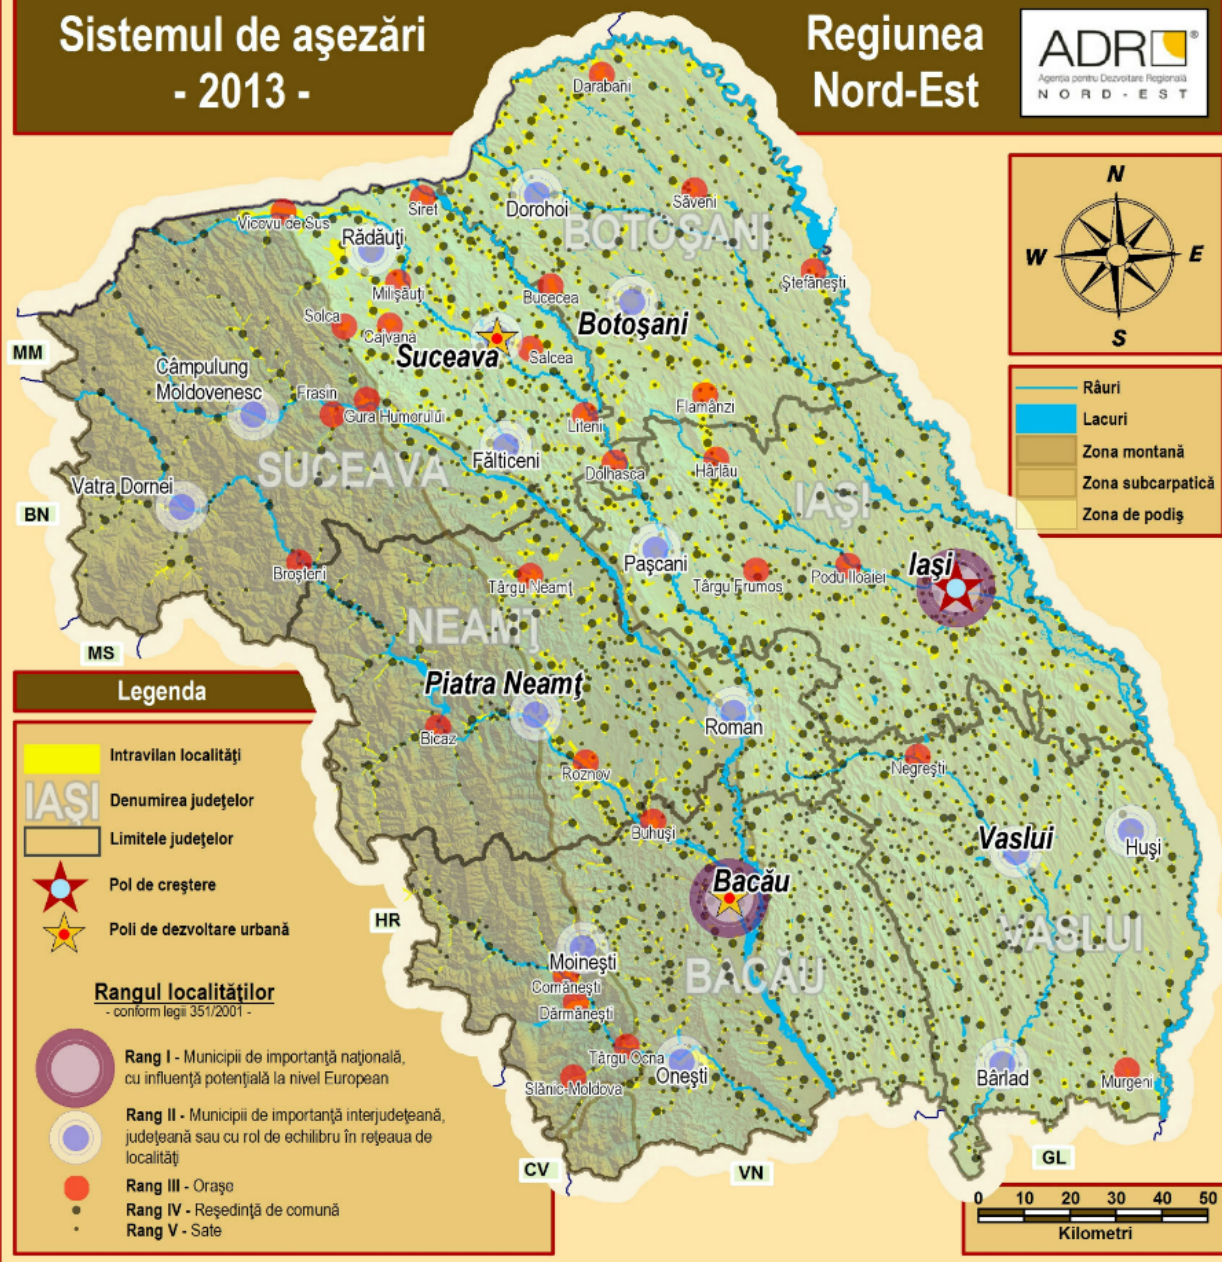 Sistemul de aşezări
- 2013 -
Regiunea
Nord-Est
ADR
®
Agenţia pentru Dezvoltare Regională
NORD-EST
N
W
E
S
Râuri
Lacuri
Zona montană
Zona subcarpatică
Zona de podiş
Darabani
Siret
Dorohoi
Săveni
Vicovu de Sus
Rădăuţi
BOTOŞANI
Milişăuţi
Bucecea
Ştefăneşti
Solca
Cajvana
Botoşani
Suceava
Salcea
MM
Câmpulung
Moldovenesc
Frasin
Gura Humorului
Liteni
Flamânzi
SUCEAVA
Fălticeni
Dolhasca
Hârlău
IAŞI
Vatra Dornei
BN
Paşcani
Iaşi
Broşteni
Târgu Neamţ
Târgu Frumos
Podu Iloaiei
NEAMŢ
MS
Piatra Neamţ
Roman
Bicaz
Roznov
Negreşti
Buhuşi
Vaslui
Huşi
Bacău
HR
VASLUI
Moineşti
BACĂU
Comăneşti
Dărmăneşti
Târgu Ocna
Oneşti
Slănic-Moldova
Bârlad
Murgeni
CV
VN
GL
Legenda
Intravilan localităţi
IAŞI
Denumirea judeţelor
Limitele judeţelor
Pol de creştere
Poli de dezvoltare urbană
Rangul localităţilor
- conform legii 351/2001 -
Rang I - Municipii de importanţă naţională,
cu influenţă potenţială la nivel European
Rang II - Municipii de importanţă interjudeţeană,
judeţeană sau cu rol de echilibru în reţeaua de
localităţi
Rang III - Oraşe
Rang IV - Reşedinţă de comună
Rang V - Sate
0 10 20 30 40 50
Kilometri